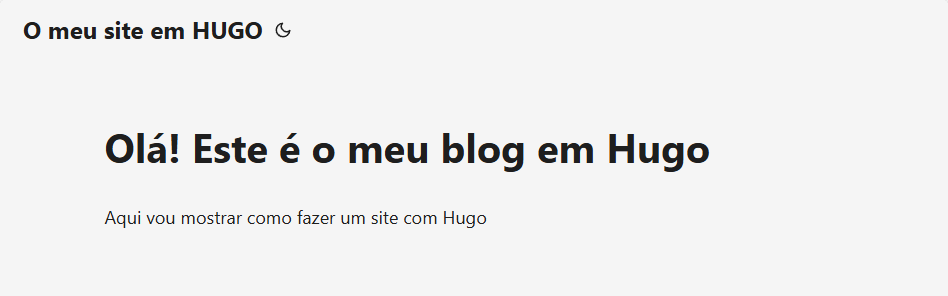 O meu site em HUGO
Olá! Este é o meu blog em Hugo
Aqui vou mostrar como fazer um site com Hugo